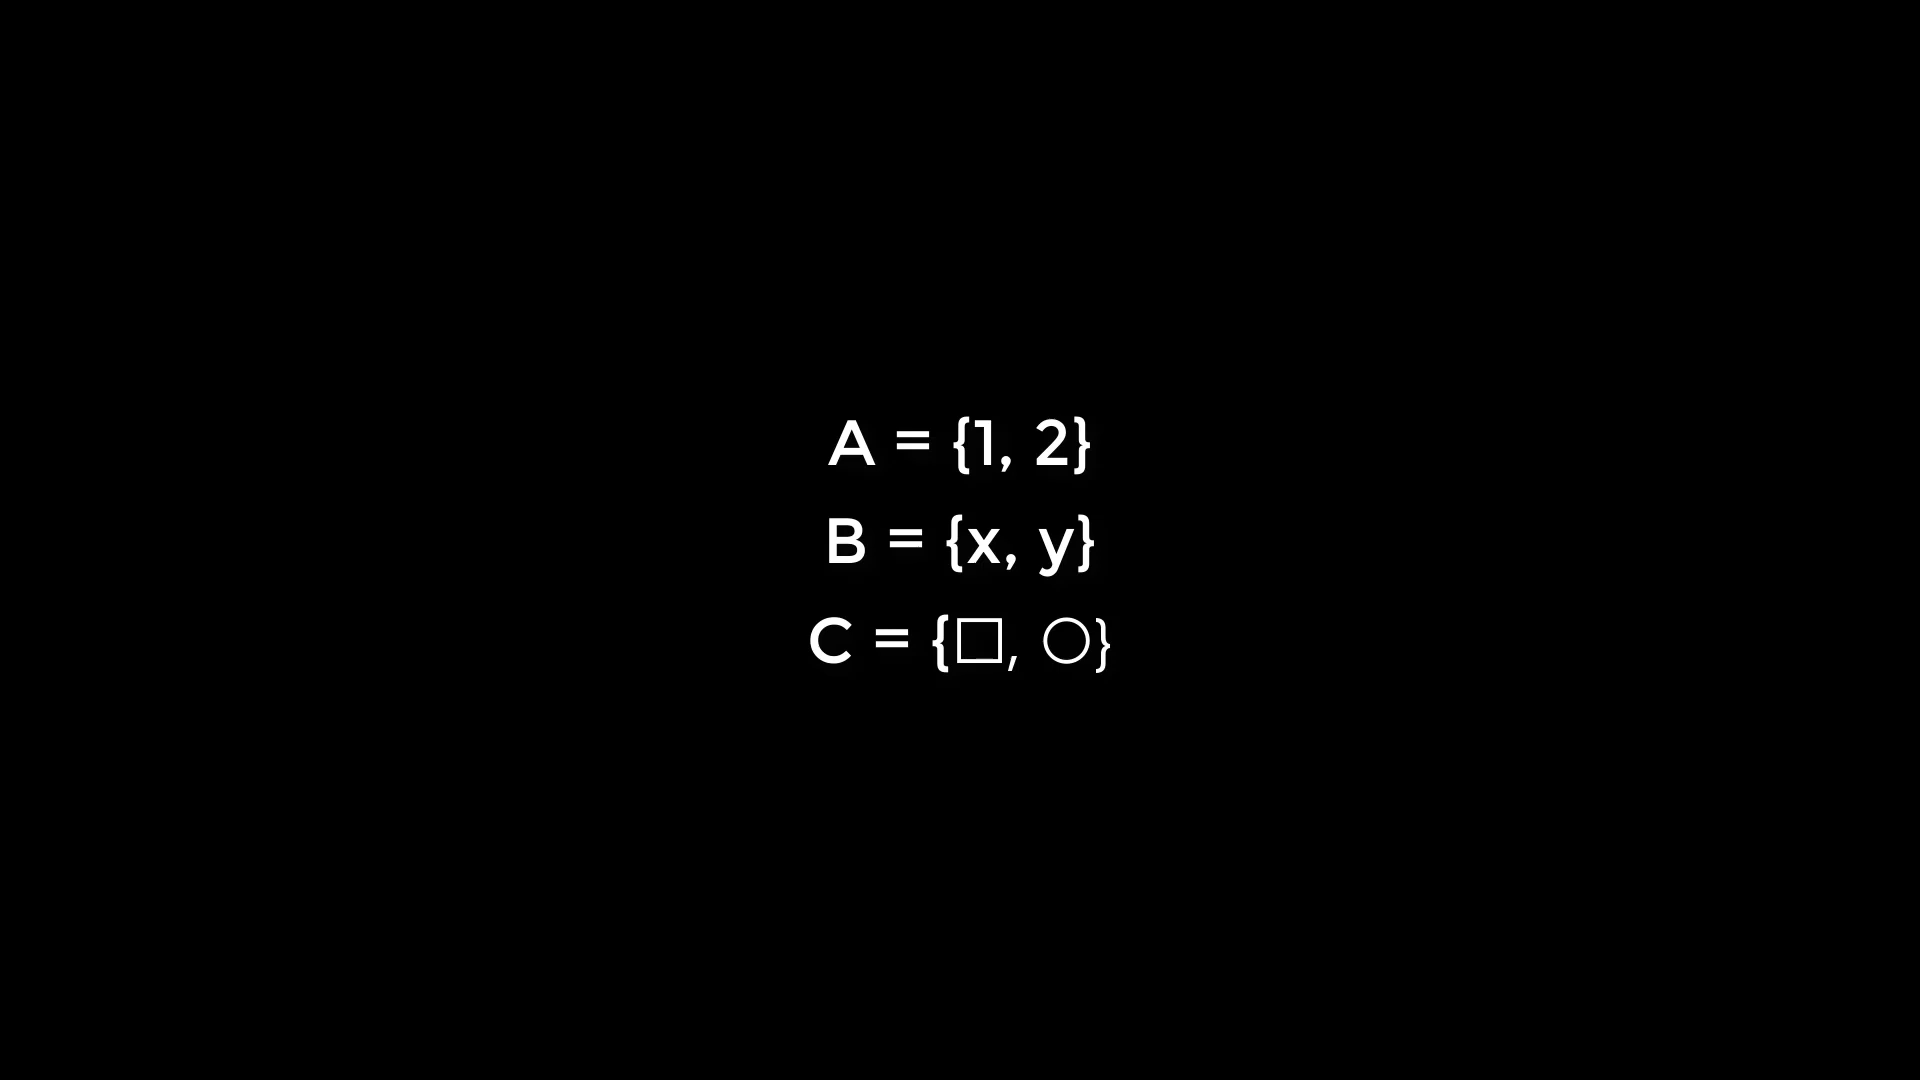 A = {1, 2}
B = {x, y}
C = {□, ○}